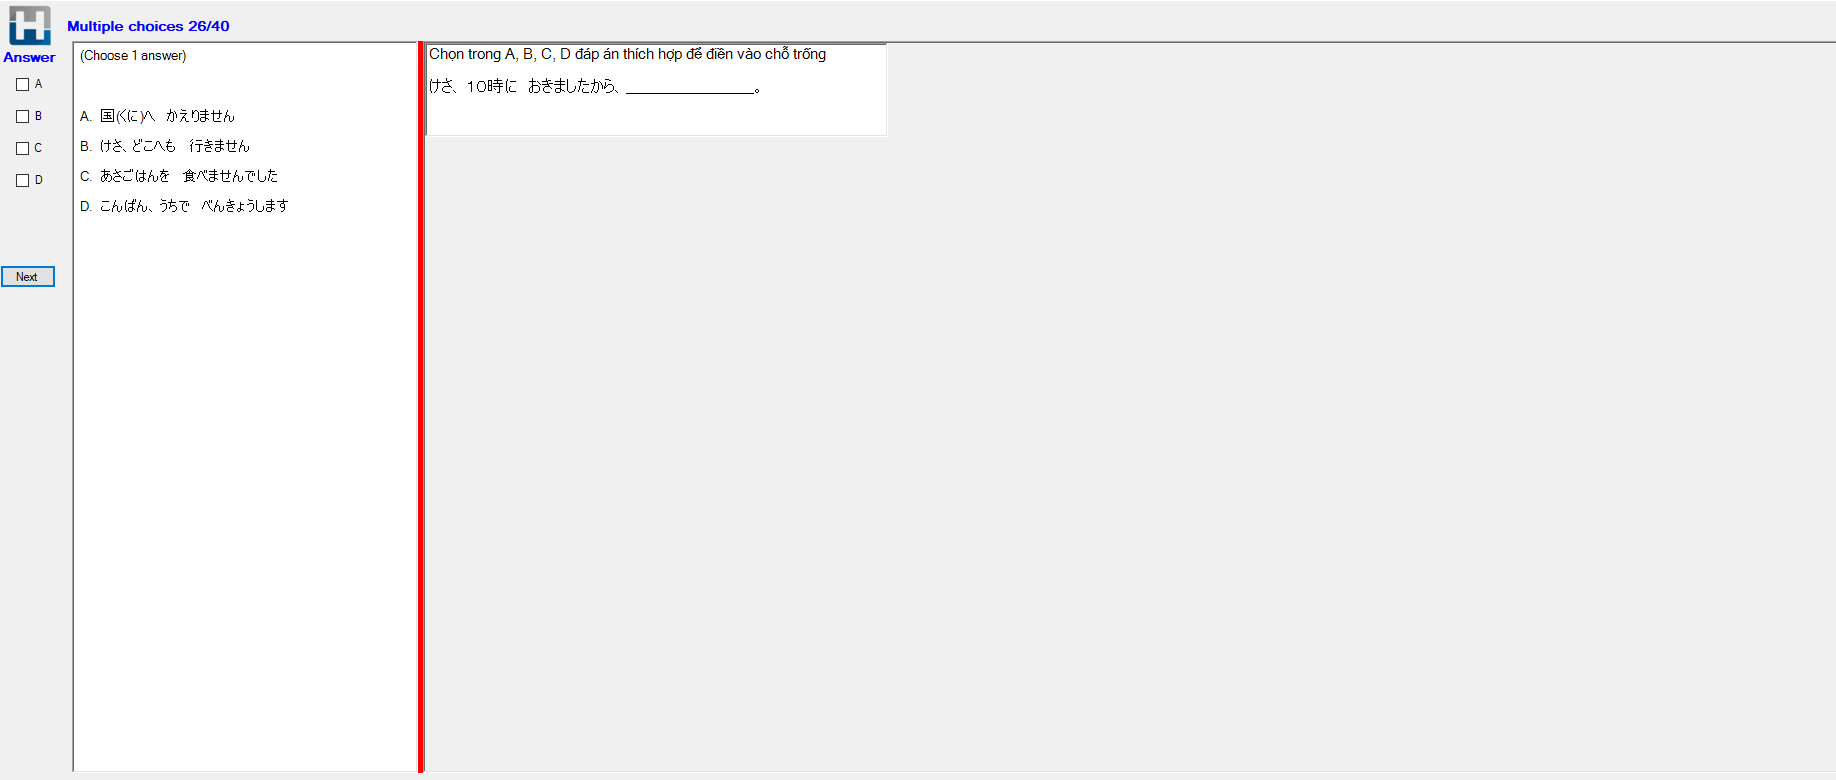 Multiple choices 26/40
Answer
A
B
C
D
Next
(Choose 1 answer)
A. 国(くに)へ　かえりません
B. けさ、どこへも　行きません
C. あさごはんを　食べませんでした
D. こんばん、うちで　べんきょうします
Chọn trong A, B, C, D đáp án thích hợp để điền vào chỗ trống
けさ、１０時に　おきましたから、________________。